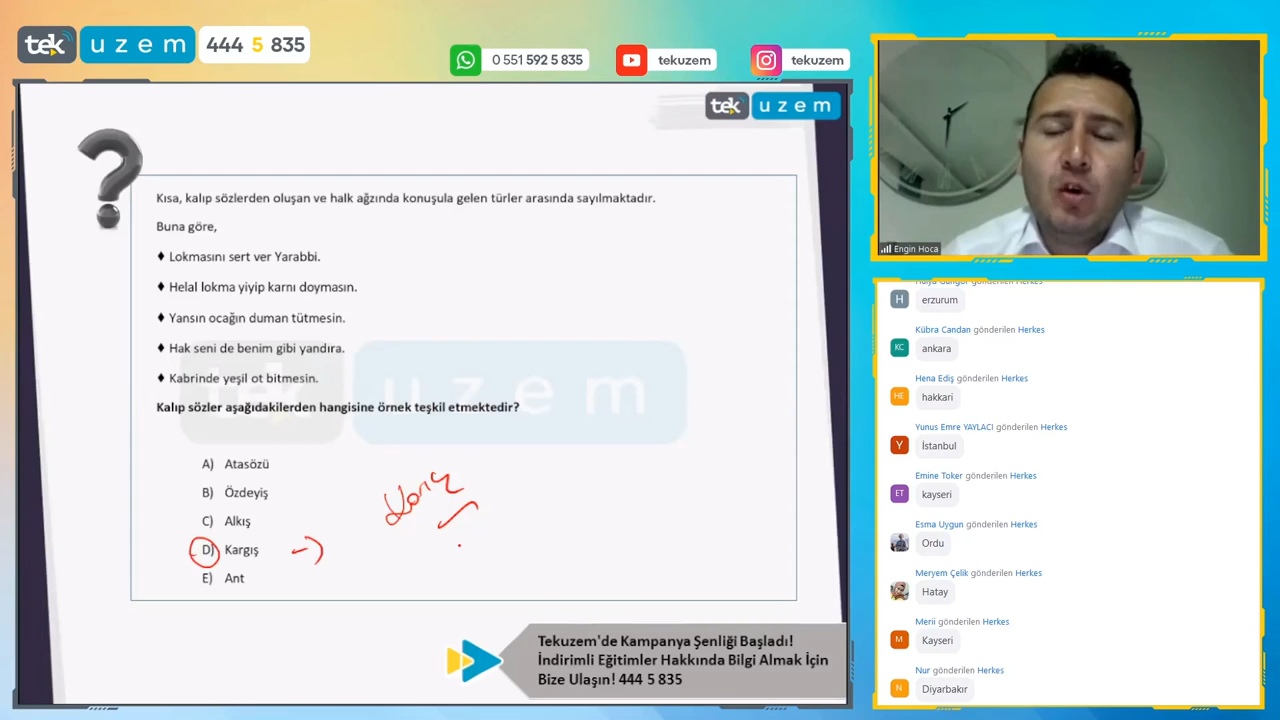 tek uzem 444 5 835
0 551 592 5 835
tekuzem
tekuzem
tek uzem
Kısa, kalıp sözlerden oluşan ve halk ağzında konuşula gelen türler arasında sayılmaktadır.
Buna göre,
♦ Lokmasını sert ver Yarabbi.
♦ Helal lokma yiyip karnı doymasın.
♦ Yansın ocağın duman tütmesin.
♦ Hak seni de benim gibi yandıra.
♦ Kabrinde yeşil ot bitmesin.
Kalıp sözler aşağıdakilerden hangisine örnek teşkil etmektedir?
A) Atasözü
B) Özdeyiş
C) Alkış
D) Kargış
E) Ant
Tekuzem'de Kampanya Şenliği Başladı!
İndirimli Eğitimler Hakkında Bilgi Almak İçin
Bize Ulaşın! 444 5 835
Engin Hoca
H erzurum
Kübra Candan gönderilen Herkes
KC ankara
Hena Ediş gönderilen Herkes
HE hakkari
Yunus Emre YAYLACI gönderilen Herkes
Y İstanbul
Emine Toker gönderilen Herkes
ET kayseri
Esma Uygun gönderilen Herkes
Ordu
Meryem Çelik gönderilen Herkes
Hatay
Merii gönderilen Herkes
M Kayseri
Nur gönderilen Herkes
N Diyarbakır